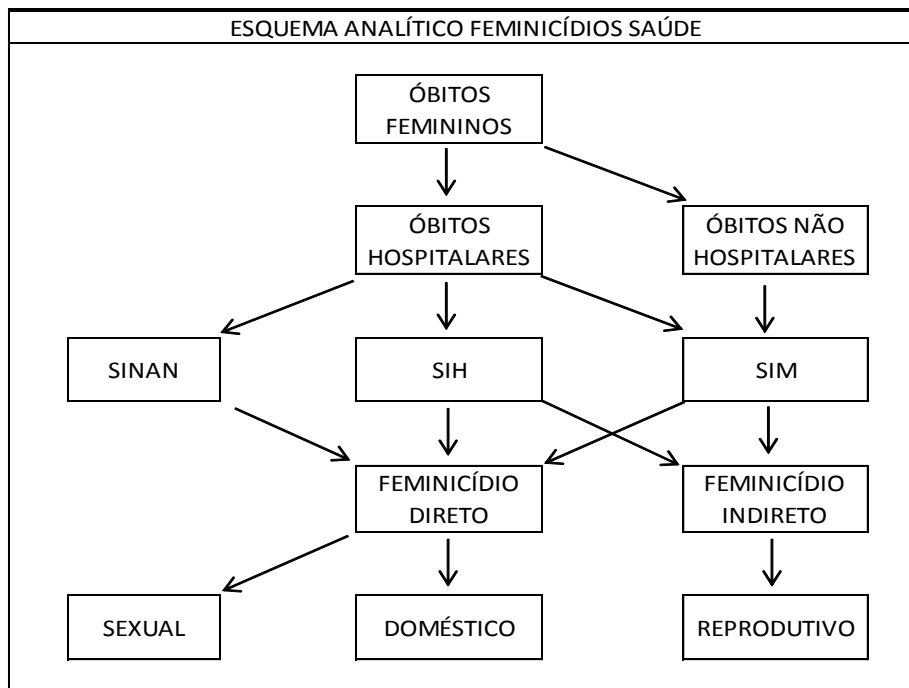 ESQUEMA ANALÍTICO FEMINICÍDIOS SAÚDE
ÓBITOS
FEMININOS
ÓBITOS
HOSPITALARES
ÓBITOS NÃO
HOSPITALARES
SINAN
SIH
SIM
FEMINICÍDIO
DIRETO
FEMINICÍDIO
INDIRETO
SEXUAL
DOMÉSTICO
REPRODUTIVO